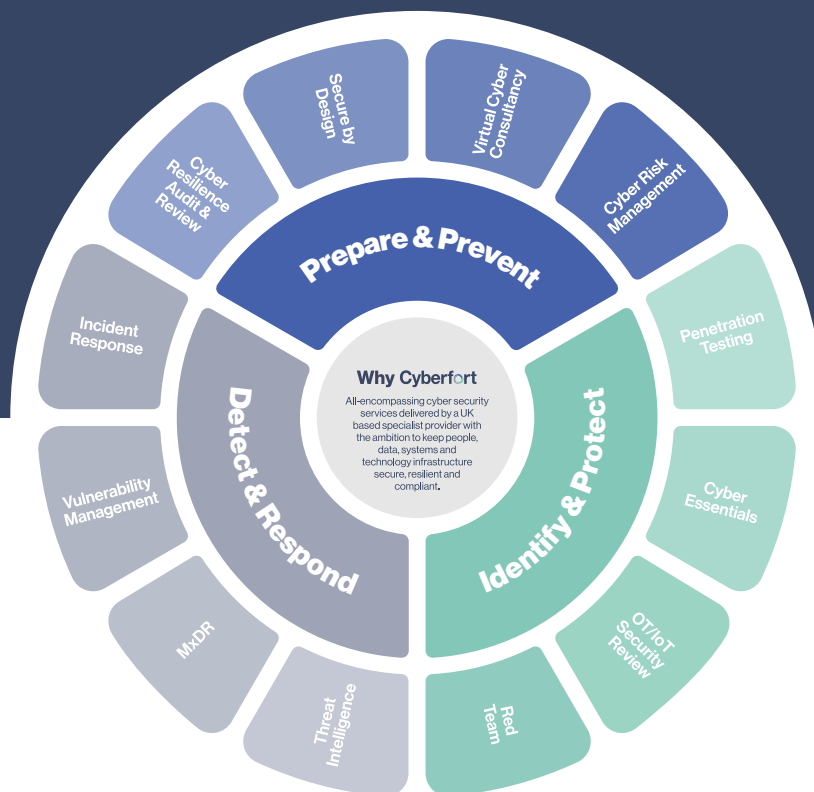 Secure by
Design
Virtual Cyber
Consultancy
Cyber
Resilience
Audit &
Review
Cyber Risk
Management
Prepare & Prevent
Incident
Response
Penetration
Testing
Why Cyberfort
All-encompassing cyber security
services delivered by a UK
based specialist provider with
the ambition to keep people,
data, systems and
technology infrastructure
secure, resilient and
compliant.
Detect & Respond
Identify & Protect
Vulnerability
Management
Cyber
Essentials
MxDR
OT/IoT
Security
Review
Threat
Intelligence
Red
Team